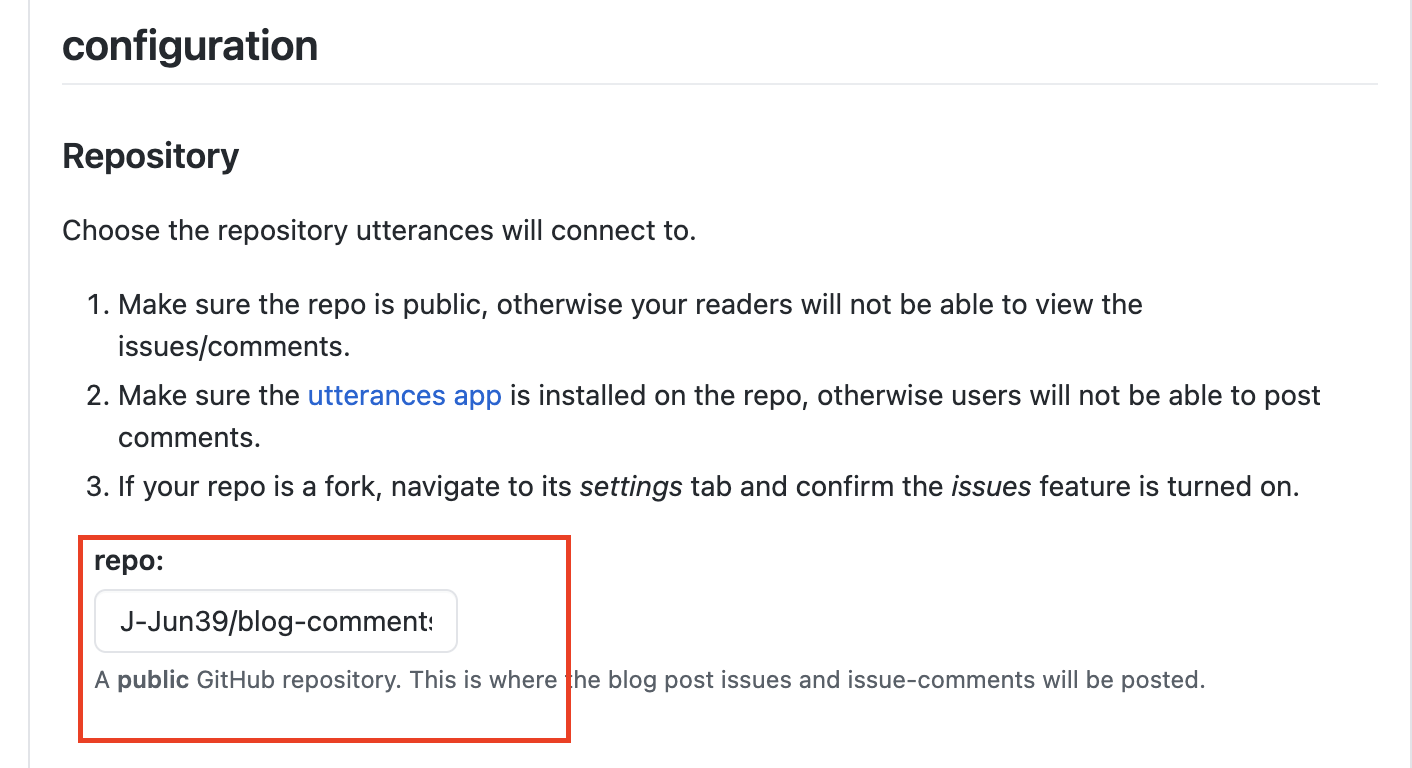 configuration
Repository
Choose the repository utterances will connect to.
1. Make sure the repo is public, otherwise your readers will not be able to view the
issues/comments.
2. Make sure the utterances app is installed on the repo, otherwise users will not be able to post
comments.
3. If your repo is a fork, navigate to its settings tab and confirm the issues feature is turned on.
repo:
J-Jun39/blog-comments
A public GitHub repository. This is where the blog post issues and issue-comments will be posted.